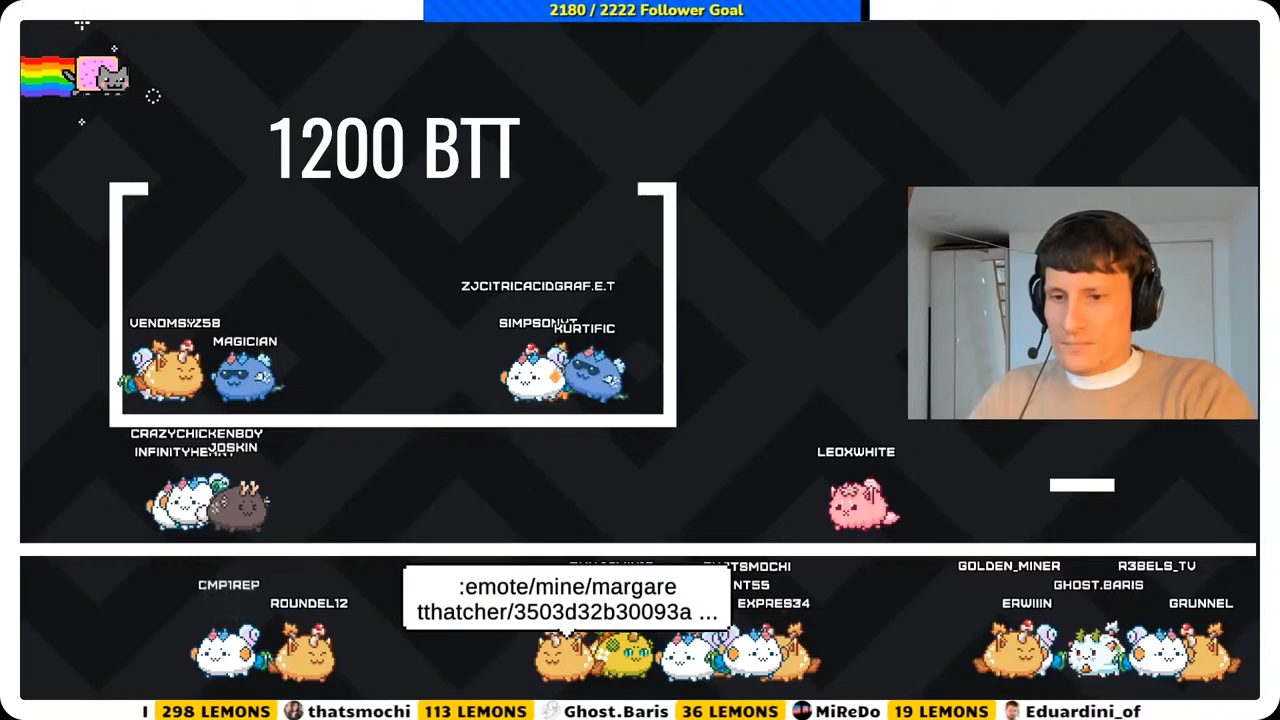 2180 / 2222 Follower Goal
1200 BTT
ZJCITRICACIDGRAF.E.T
VENOMSYZ58
MAGICIAN
KURTIFIC
CRAZYCHICKENBOY
JOSKIN
LEOXWHITE
CMP1REP
ROUNDEL12
:emote/mine/margare
tthatcher/3503d32b30093a ...
NT55
EXPRES34
GOLDEN_MINER
R3BELS_TV
GHOST.BARIS
ERWIIIN
GRUNNEL
298 LEMONS thatsmochi 113 LEMONS Ghost.Baris 36 LEMONS MiReDo 19 LEMONS Eduardini_of